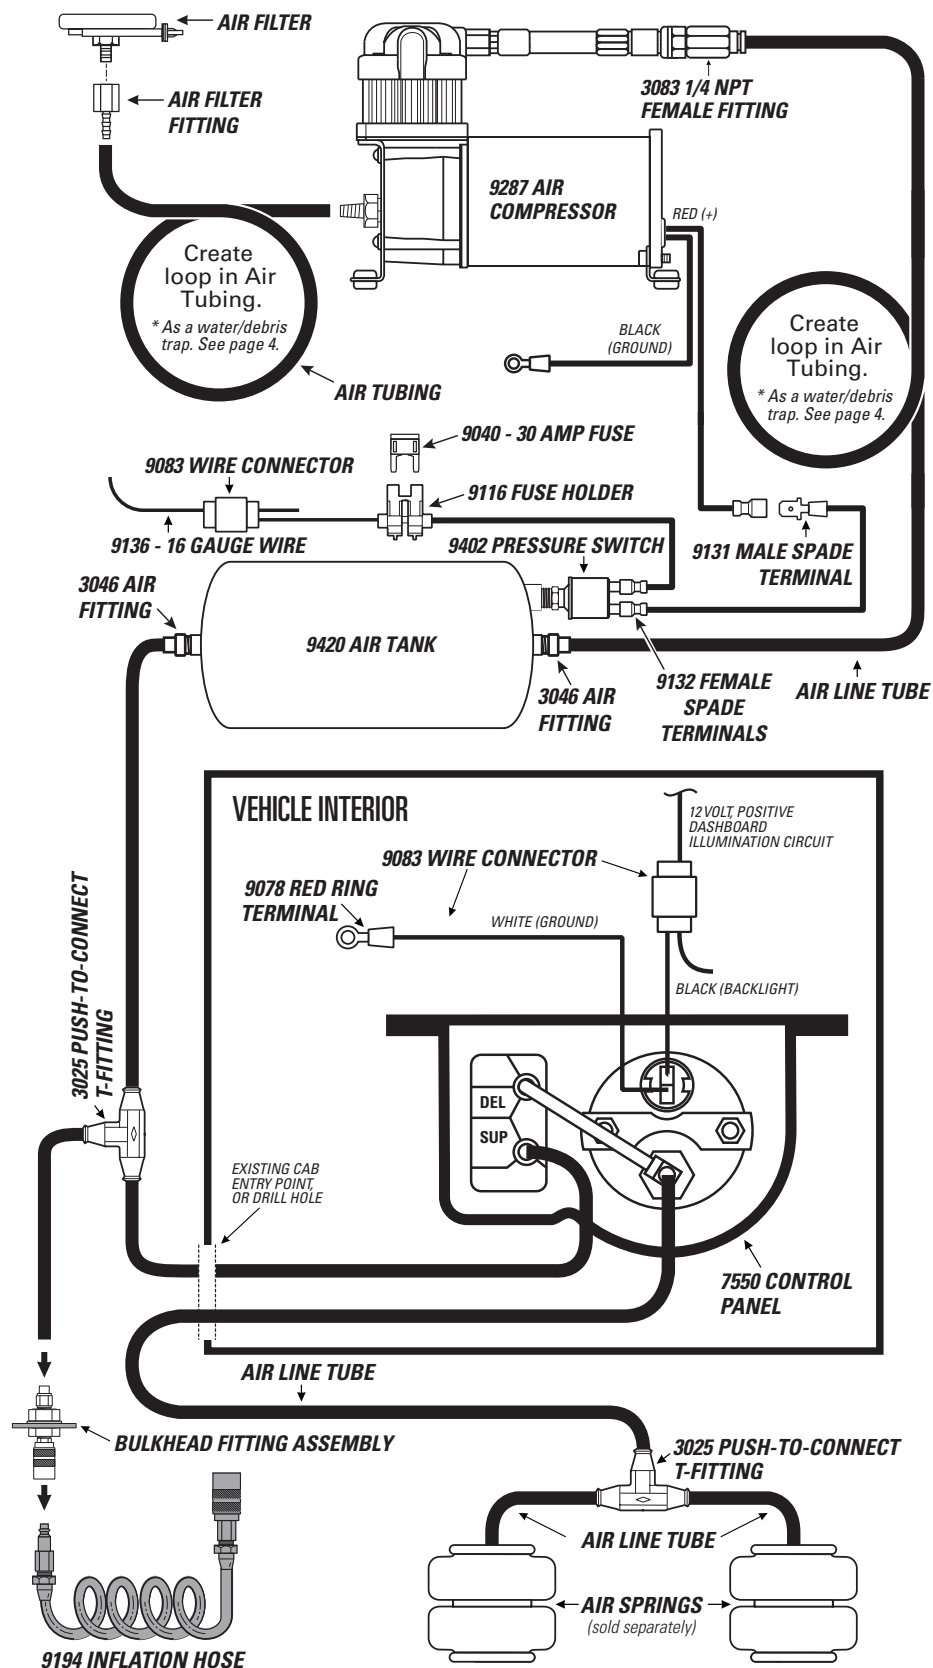 AIR FILTER
AIR FILTER
FITTING
3083 1/4 NPT
FEMALE FITTING
9287 AIR
COMPRESSOR
RED (+)
Create
loop in Air
Tubing.
* As a water/debris
trap. See page 4.
BLACK
(GROUND)
Create
loop in Air
Tubing.
* As a water/debris
trap. See page 4.
AIR TUBING
9040 - 30 AMP FUSE
9083 WIRE CONNECTOR
9116 FUSE HOLDER
9136 - 16 GAUGE WIRE
9402 PRESSURE SWITCH
9131 MALE SPADE
TERMINAL
3046 AIR
FITTING
9420 AIR TANK
3046 AIR
FITTING
9132 FEMALE
SPADE
TERMINALS
AIR LINE TUBE
VEHICLE INTERIOR
12 VOLT, POSITIVE
DASHBOARD
ILLUMINATION CIRCUIT
9083 WIRE CONNECTOR
9078 RED RING
TERMINAL
WHITE (GROUND)
BLACK (BACKLIGHT)
3025 PUSH-TO-CONNECT
T-FITTING
DEL
SUP
EXISTING CAB
ENTRY POINT,
OR DRILL HOLE
7550 CONTROL
PANEL
AIR LINE TUBE
BULKHEAD FITTING ASSEMBLY
3025 PUSH-TO-CONNECT
T-FITTING
AIR LINE TUBE
AIR SPRINGS
(sold separately)
9194 INFLATION HOSE